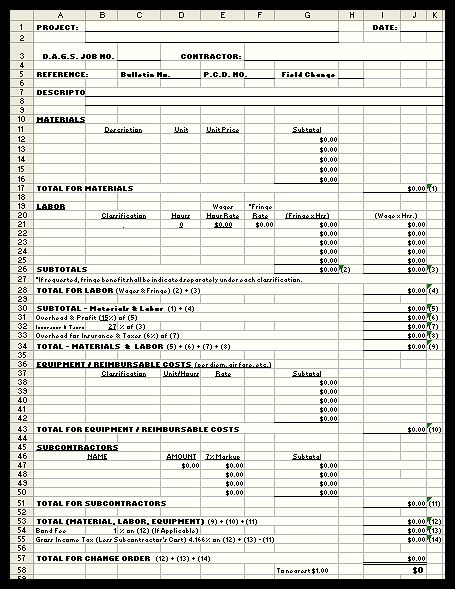 A B C D E F G H I J K
1 PROJECT: DATE:
2
3 D.A.G.S. JOB NO. CONTRACTOR:
4
5 REFERENCE: Bulletin No. P.C.D. NO. Field Change
6
7 DESCRIPTO
8
9
10 MATERIALS
11 Description Unit Unit Price Subtotal
12 $0.00
13 $0.00
14 $0.00
15 $0.00
16 $0.00
17 TOTAL FOR MATERIALS $0.00 (1)
18
19 LABOR Wages *Fringe
20 Classification Hours Hour Rate Rate (Fringe x Hrs) (Wage x Hrs.)
21 0 $0.00 $0.00 $0.00 $0.00
22 $0.00 $0.00
23 $0.00 $0.00
24 $0.00 $0.00
25 $0.00 $0.00
26 SUBTOTALS $0.00 (2) $0.00 (3)
27 *If requested, fringe benefit shall be indicated separately under each classification.
28 TOTAL FOR LABOR (Wages & Fringe) (2) + (3) $0.00 (4)
29
30 SUBTOTAL - Materials & Labor (1) + (4) $0.00 (5)
31 Overhead & Profit (15%) of (5) $0.00 (6)
32 Insurance & Taxes 27 % of (3) $0.00 (7)
33 Overhead for Insurance & Taxes (6%) of (7) $0.00 (8)
34 TOTAL - MATERIALS & LABOR (5) + (6) + (7) + (8) $0.00 (9)
35
36 EQUIPMENT / REIMBURSABLE COSTS (per diem, airfare, etc.)
37 Classification Unit/Hours Rate Subtotal
38 $0.00
39 $0.00
40 $0.00
41 $0.00
42 $0.00
43 TOTAL FOR EQUIPMENT / REIMBURSABLE COSTS $0.00 (10)
44
45 SUBCONTRACTORS
46 NAME AMOUNT 7% Markup Subtotal
47 $0.00 $0.00 $0.00
48 $0.00 $0.00
49 $0.00 $0.00
50 $0.00 $0.00
51 TOTAL FOR SUBCONTRACTORS $0.00 (11)
52
53 TOTAL (MATERIAL, LABOR, EQUIPMENT) (9) + (10) + (11) $0.00 (12)
54 Bond Fee 1 % on (12) (If Applicable) $0.00 (13)
55 Gross Income Tax (Less Subcontractor's Cost) 4.166% on (12) + (13) - (11) $0.00 (14)
56
57 TOTAL FOR CHANGE ORDER (12) + (13) + (14) $0.00
58 To nearest $1.00 $0